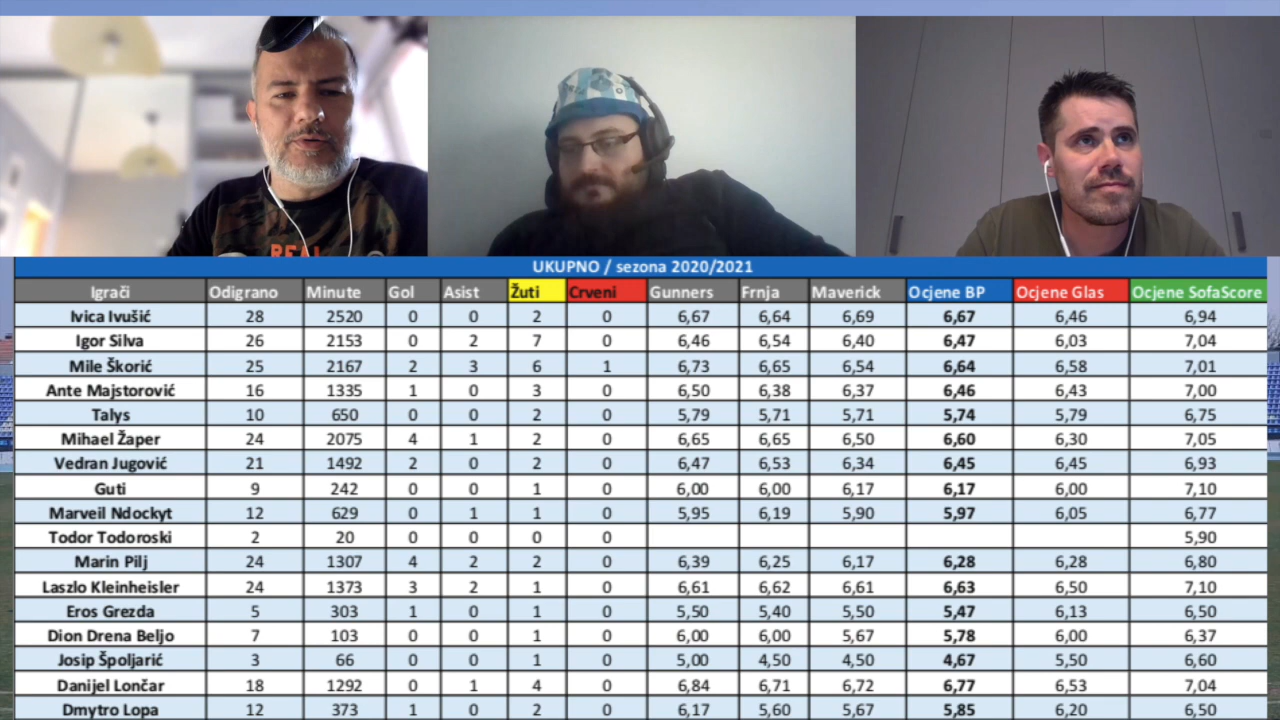 REAL
UKUPNO / sezona 2020/2021
Igrači Odigrano Minute Gol Asist Žuti Crveni Gunners Frnja Maverick Ocjene BP Ocjene Glas Ocjene SofaScore
Ivica Ivušić 28 2520 0 0 2 0 6,67 6,64 6,69 6,67 6,46 6,94
Igor Silva 26 2153 0 2 7 0 6,46 6,54 6,40 6,47 6,03 7,04
Mile Škorić 25 2167 2 3 6 1 6,73 6,65 6,54 6,64 6,58 7,01
Ante Majstorović 16 1335 1 0 3 0 6,50 6,38 6,37 6,46 6,43 7,00
Talys 10 650 0 0 2 0 5,79 5,71 5,71 5,74 5,79 6,75
Mihael Žaper 24 2075 4 1 2 0 6,65 6,65 6,50 6,60 6,30 7,05
Vedran Jugović 21 1492 2 0 2 0 6,47 6,53 6,34 6,45 6,45 6,93
Guti 9 242 0 0 1 0 6,00 6,00 6,17 6,17 6,00 7,10
Marveil Ndockyt 12 629 0 1 1 0 5,95 6,19 5,90 5,97 6,05 6,77
Todor Todoroski 2 20 0 0 0 0 5,90
Marin Pilj 24 1307 4 2 2 0 6,39 6,25 6,17 6,28 6,28 6,80
Laszlo Kleinheisler 24 1373 3 2 1 0 6,61 6,62 6,61 6,63 6,50 7,10
Eros Grezda 5 303 1 0 1 0 5,50 5,40 5,50 5,47 6,13 6,50
Dion Drena Beljo 7 103 0 0 1 0 6,00 6,00 5,67 5,78 6,00 6,37
Josip Špoljarić 3 66 0 0 1 0 5,00 4,50 4,50 4,67 5,50 6,60
Danijel Lončar 18 1292 0 1 4 0 6,84 6,71 6,72 6,77 6,53 7,04
Dmytro Lopa 12 373 1 0 2 0 6,17 5,60 5,67 5,85 6,20 6,50